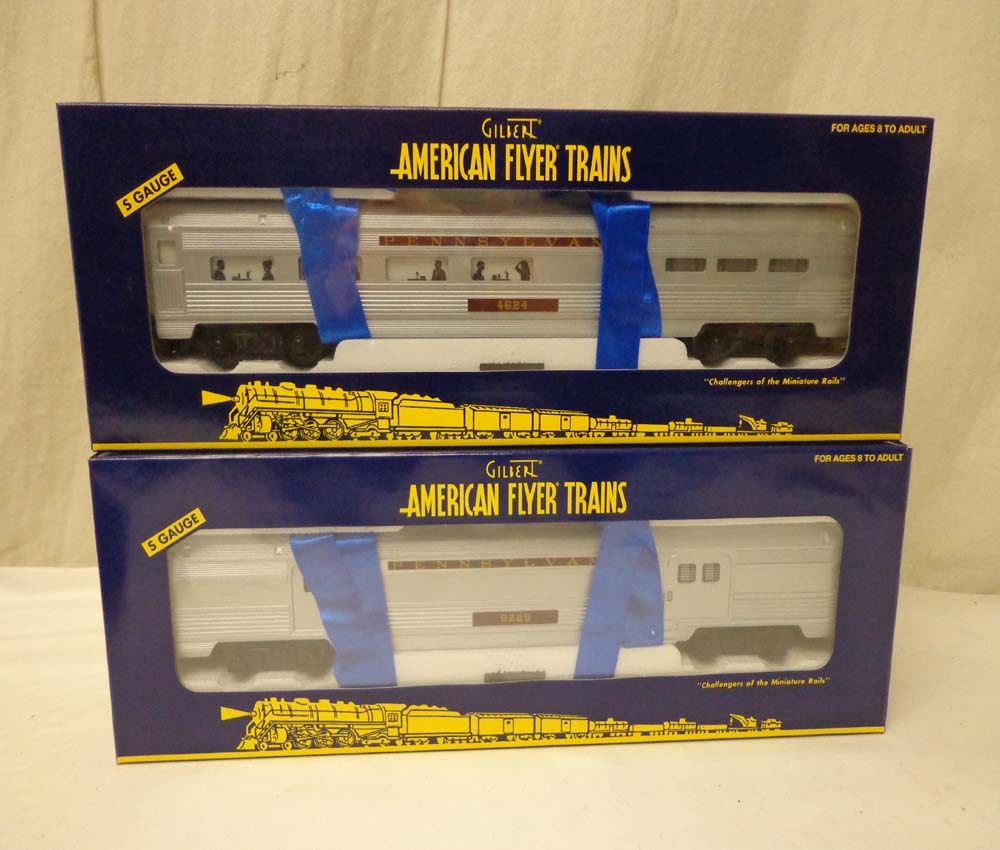 GILBERT®
FOR AGES 8 TO ADULT
AMERICAN FLYER® TRAINS
S GAUGE
PENNSYLVAN
4624
"Challengers of the Miniature Rails"
GILBERT®
FOR AGES 8 TO ADULT
AMERICAN FLYER® TRAINS
S GAUGE
PENNSYLVAN
9229
"Challengers of the Miniature Rails"